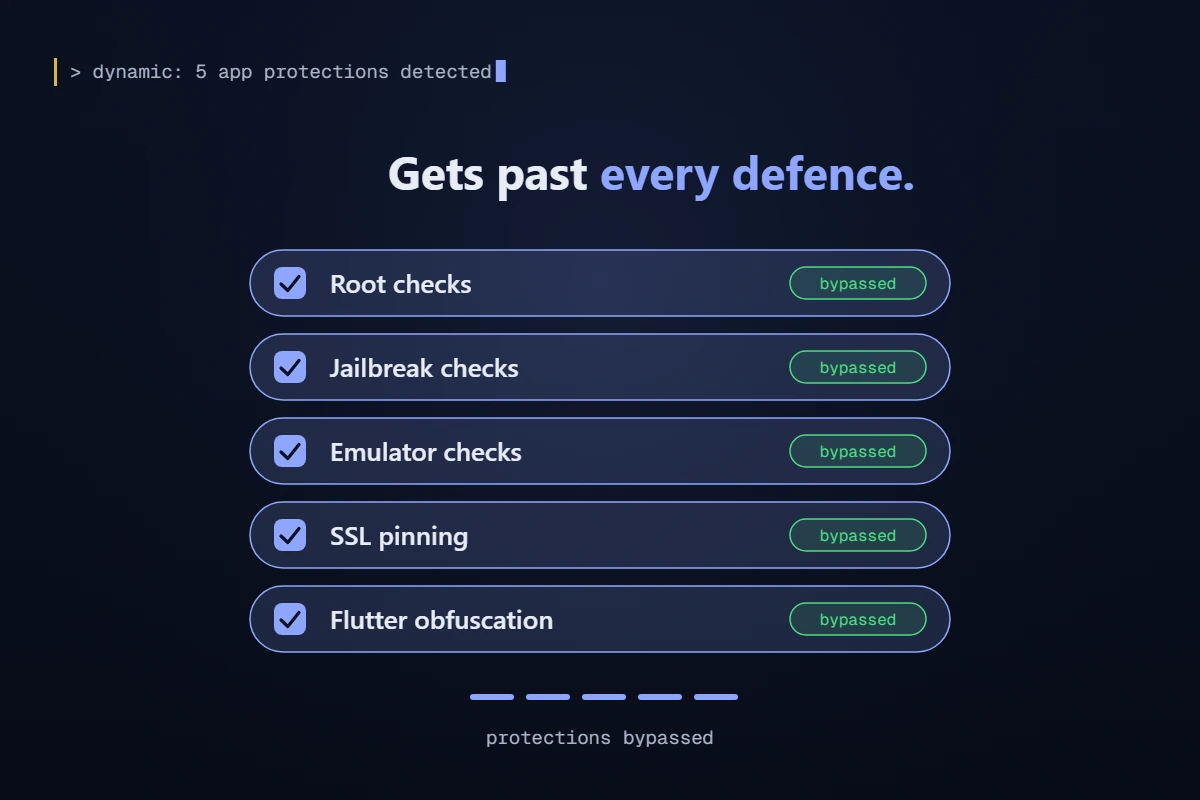 > dynamic: 5 app protections detected
Gets past every defence.
Root checks
bypassed
Jailbreak checks
bypassed
Emulator checks
bypassed
SSL pinning
bypassed
Flutter obfuscation
bypassed
protections bypassed